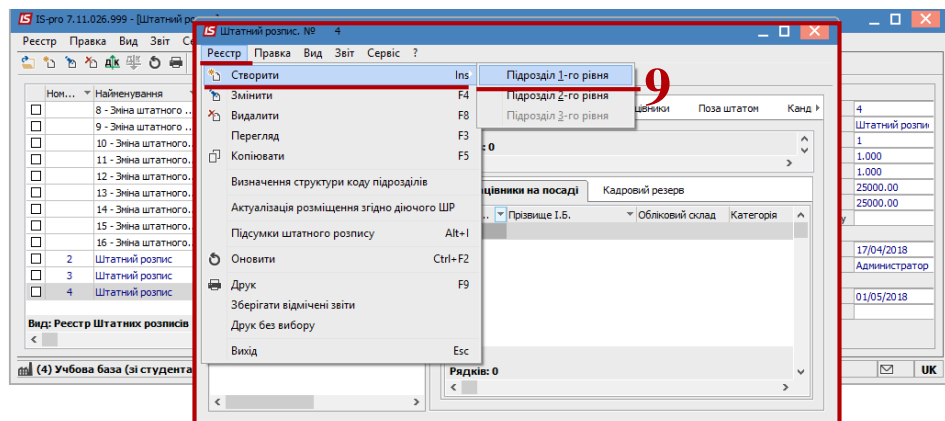 IS-pro 7.11.026.999 - [Штатний
Реєстр Правка Вид Звіт
Ном... Найменування
8 - Зміна штатного ..
9 - Зміна штатного ..
10 - Зміна штатного..
11 - Зміна штатного..
12 - Зміна штатного..
13 - Зміна штатного..
14 - Зміна штатного..
15 - Зміна штатного..
16 - Зміна штатного..
2 Штатний розпис
3 Штатний розпис
4 Штатний розпис
Вид: Реєстр Штатних розписів
(4) Учбова база (зі студента
Штатний розпис. № 4
Реєстр Правка Вид Звіт Сервіс ?
Створити Ins
Змінити F4
Видалити F8
Перегляд F3
Копіювати F5
Визначення структури коду підрозділів
Актуалізація розміщення згідно діючого ШР
Підсумки штатного розпису Alt+I
Оновити Ctrl+F2
Друк F9
Зберігати відмічені звіти
Друк без вибору
Вихід Esc
Підрозділ 1-го рівня
Підрозділ 2-го рівня
Підрозділ 3-го рівня
9
цівники Поза штатом Канд
: 0
цівники на посаді Кадровий резерв
.. Прізвище І.Б. Обліковий склад Категорія
Рядків: 0
4
Штатний розпи
1
1.000
1.000
25000.00
25000.00
у
17/04/2018
Администратор
01/05/2018
UK